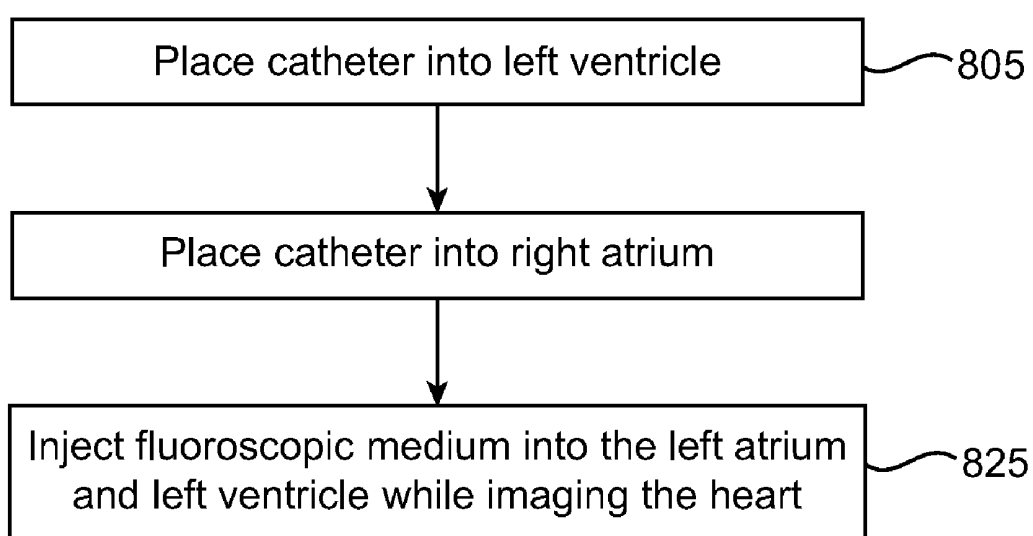 Place catheter into left ventricle
805
Place catheter into right atrium
Inject fluoroscopic medium into the left atrium
and left ventricle while imaging the heart
825